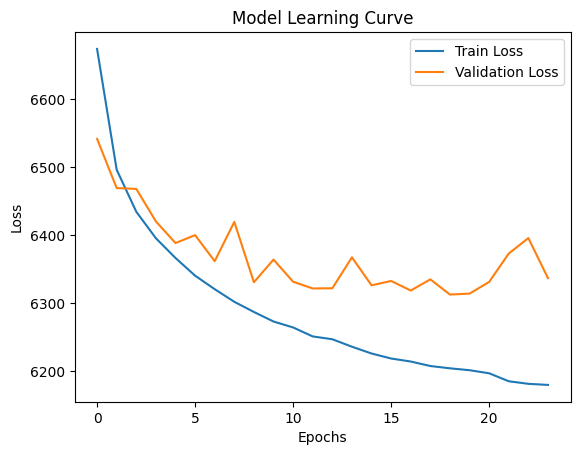 Model Learning Curve
Train Loss
Validation Loss
6600
6500
6400
6300
6200
Loss
0 5 10 15 20
Epochs